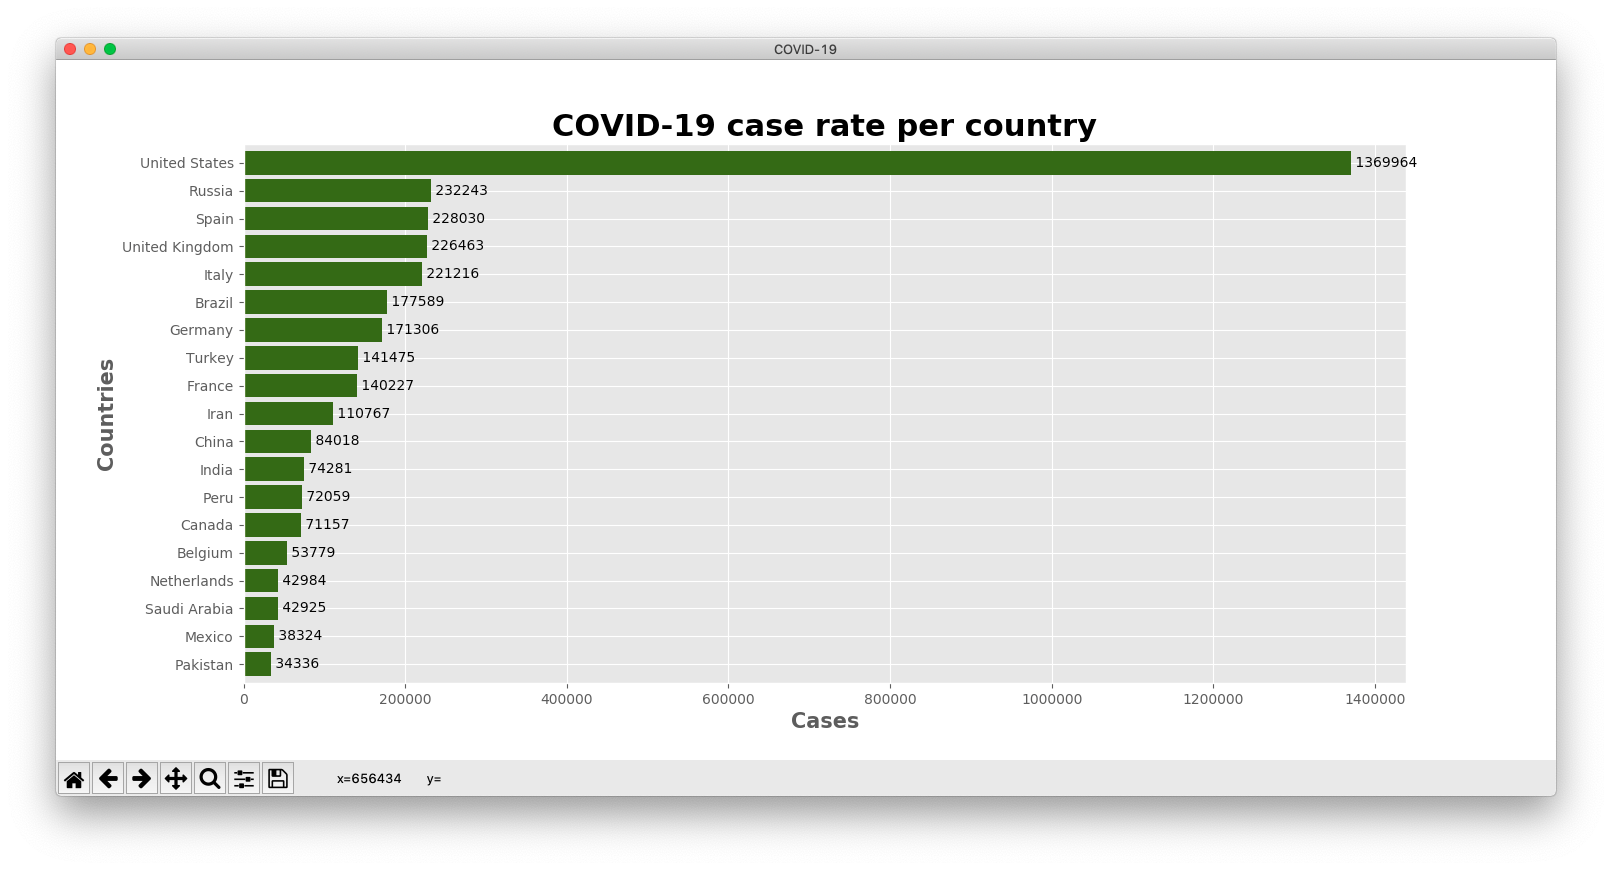 COVID-19
COVID-19 case rate per country
United States 1369964
Russia 232243
Spain 228030
United Kingdom 226463
Italy 221216
Brazil 177589
Germany 171306
Turkey 141475
France 140227
Iran 110767
China 84018
India 74281
Peru 72059
Canada 71157
Belgium 53779
Netherlands 42984
Saudi Arabia 42925
Mexico 38324
Pakistan 34336
Countries
0 200000 400000 600000 800000 1000000 1200000 1400000
Cases
x=656434 y=